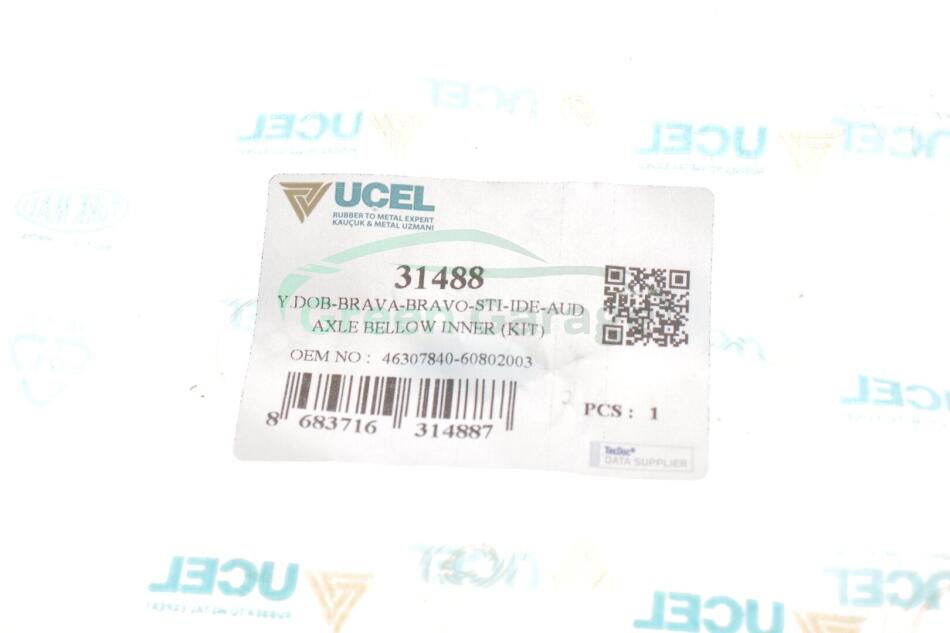 UCEL
RUBBER TO METAL EXPERT
KAUÇUK & METAL UZMANI
31488
Y.DOB-BRAVA-BRAVO-STI-IDE-AUD
AXLE BELLOW INNER (KIT)
Green Garage
OEM NO : 46307840-60802003
8 683716 314887
PCS : 1
TecDoc®
DATA SUPPLIER
UCEL
UCEL
UCEL
UCEL
UCEL
UCEL